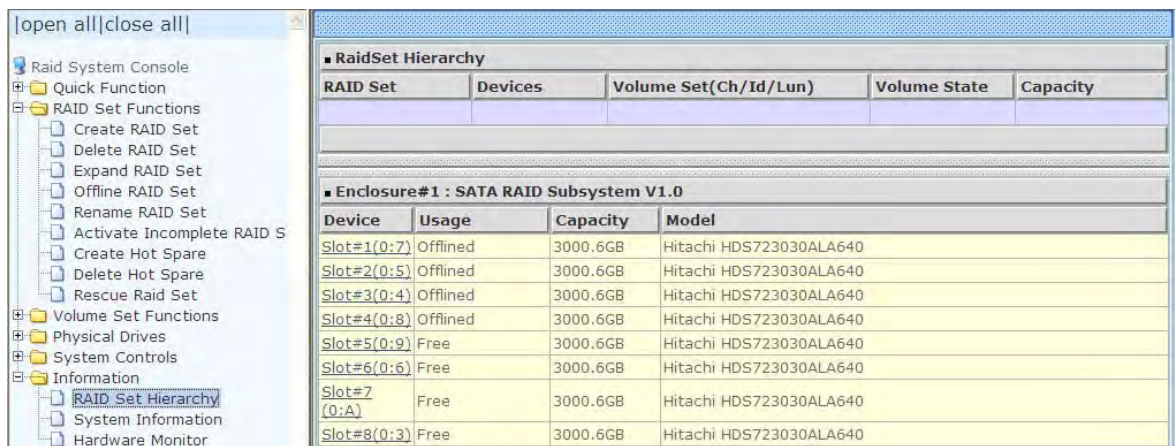 |open all|close all|
Raid System Console
Quick Function
RAID Set Functions
Create RAID Set
Delete RAID Set
Expand RAID Set
Offline RAID Set
Rename RAID Set
Activate Incomplete RAID S
Create Hot Spare
Delete Hot Spare
Rescue Raid Set
Volume Set Functions
Physical Drives
System Controls
Information
RAID Set Hierarchy
System Information
Hardware Monitor
RaidSet Hierarchy
RAID Set Devices Volume Set(Ch/Id/Lun) Volume State Capacity
Enclosure#1 : SATA RAID Subsystem V1.0
Device Usage Capacity Model
Slot#1(0:7) Offlined 3000.6GB Hitachi HDS723030ALA640
Slot#2(0:5) Offlined 3000.6GB Hitachi HDS723030ALA640
Slot#3(0:4) Offlined 3000.6GB Hitachi HDS723030ALA640
Slot#4(0:8) Offlined 3000.6GB Hitachi HDS723030ALA640
Slot#5(0:9) Free 3000.6GB Hitachi HDS723030ALA640
Slot#6(0:6) Free 3000.6GB Hitachi HDS723030ALA640
Slot#7
(0:A) Free 3000.6GB Hitachi HDS723030ALA640
Slot#8(0:3) Free 3000.6GB Hitachi HDS723030ALA640